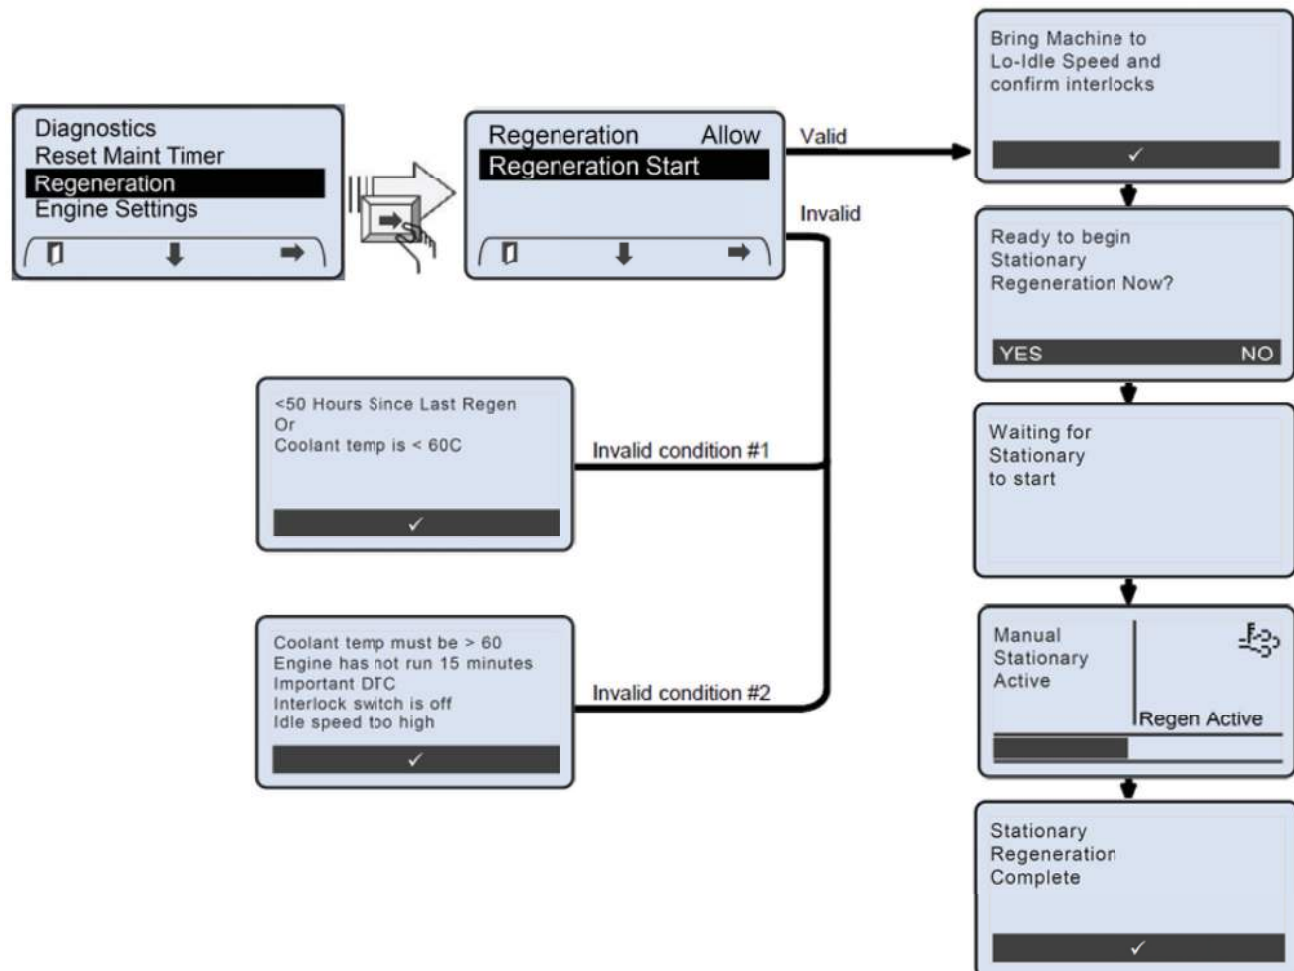 Diagnostics
Reset Maint Timer
Regeneration
Engine Settings
Regeneration Allow
Regeneration Start
Valid
Invalid
Bring Machine to
Lo-Idle Speed and
confirm interlocks
Ready to begin
Stationary
Regeneration Now?
YES NO
<50 Hours Since Last Regen
Or
Coolant temp is < 60C
Invalid condition #1
Waiting for
Stationary
to start
Coolant temp must be > 60
Engine has not run 15 minutes
Important DTC
Interlock switch is off
Idle speed too high
Invalid condition #2
Manual
Stationary
Active
Regen Active
Stationary
Regeneration
Complete